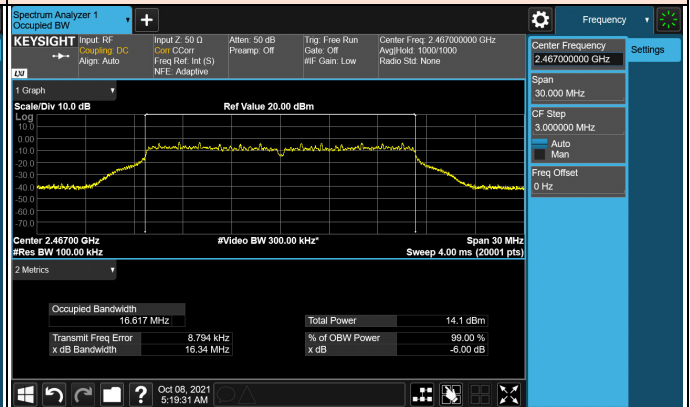 Spectrum Analyzer 1
Occupied BW
Frequency
KEYSIGHT
Input: RF
Coupling: DC
Align: Auto
Input Z: 50 Ω
Corr CCorr
Freq Ref: Int (S)
NFE: Adaptive
Atten: 50 dB
Preamp: Off
Trig: Free Run
Gate: Off
#IF Gain: Low
Center Freq: 2.467000000 GHz
Avg|Hold: 1000/1000
Radio Std: None
LXI
Center Frequency
2.467000000 GHz
Settings
Span
30.000 MHz
CF Step
3.000000 MHz
Auto
Man
Freq Offset
0 Hz
1 Graph
Scale/Div 10.0 dB
Ref Value 20.00 dBm
Log
10.0
0.00
-10.0
-20.0
-30.0
-40.0
-50.0
-60.0
-70.0
Center 2.46700 GHz
#Video BW 300.00 kHz*
Span 30 MHz
#Res BW 100.00 kHz
Sweep 4.00 ms (20001 pts)
2 Metrics
Occupied Bandwidth
16.617 MHz
Total Power 14.1 dBm
Transmit Freq Error 8.794 kHz
% of OBW Power 99.00 %
x dB Bandwidth 16.34 MHz
x dB -6.00 dB
?
Oct 08, 2021
5:19:31 AM